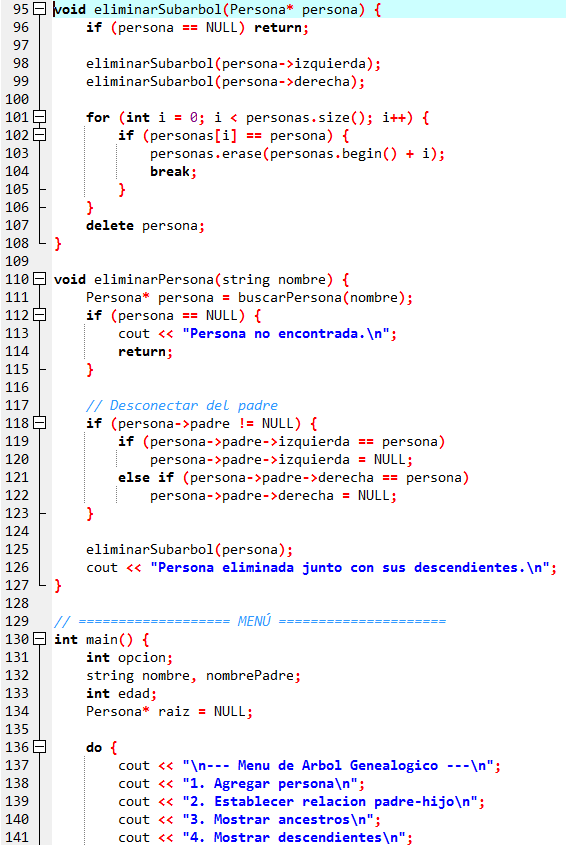 95 void eliminarSubarbol(Persona* persona) {
96 if (persona == NULL) return;
97
98 eliminarSubarbol(persona->izquierda);
99 eliminarSubarbol(persona->derecha);
100
101 for (int i = 0; i < personas.size(); i++) {
102 if (personas[i] == persona) {
103 personas.erase(personas.begin() + i);
104 break;
105 }
106 }
107 delete persona;
108 }
109
110 void eliminarPersona(string nombre) {
111 Persona* persona = buscarPersona(nombre);
112 if (persona == NULL) {
113 cout << "Persona no encontrada.\n";
114 return;
115 }
116
117 // Desconectar del padre
118 if (persona->padre != NULL) {
119 if (persona->padre->izquierda == persona)
120 persona->padre->izquierda = NULL;
121 else if (persona->padre->derecha == persona)
122 persona->padre->derecha = NULL;
123 }
124
125 eliminarSubarbol(persona);
126 cout << "Persona eliminada junto con sus descendientes.\n";
127 }
128
129 // =================== MENÚ =====================
130 int main() {
131 int opcion;
132 string nombre, nombrePadre;
133 int edad;
134 Persona* raiz = NULL;
135
136 do {
137 cout << "\n--- Menu de Arbol Genealogico ---\n";
138 cout << "1. Agregar persona\n";
139 cout << "2. Establecer relacion padre-hijo\n";
140 cout << "3. Mostrar ancestros\n";
141 cout << "4. Mostrar descendientes\n";